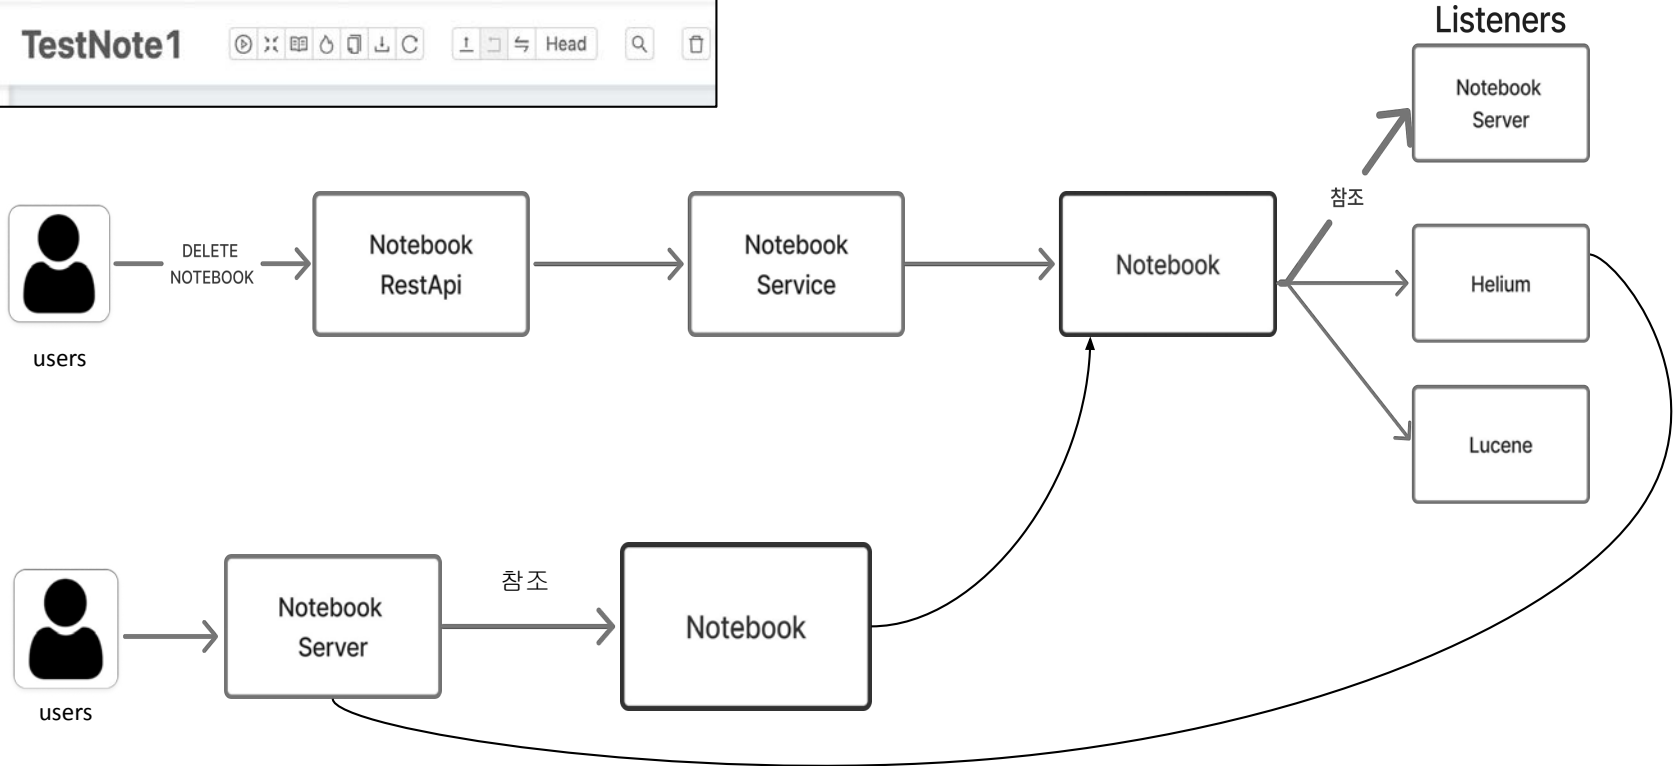 TestNote1
Head
Listeners
Notebook
Server
참조
DELETE
NOTEBOOK
Notebook
RestApi
Notebook
Service
Notebook
Helium
users
Lucene
참조
Notebook
Server
Notebook
users